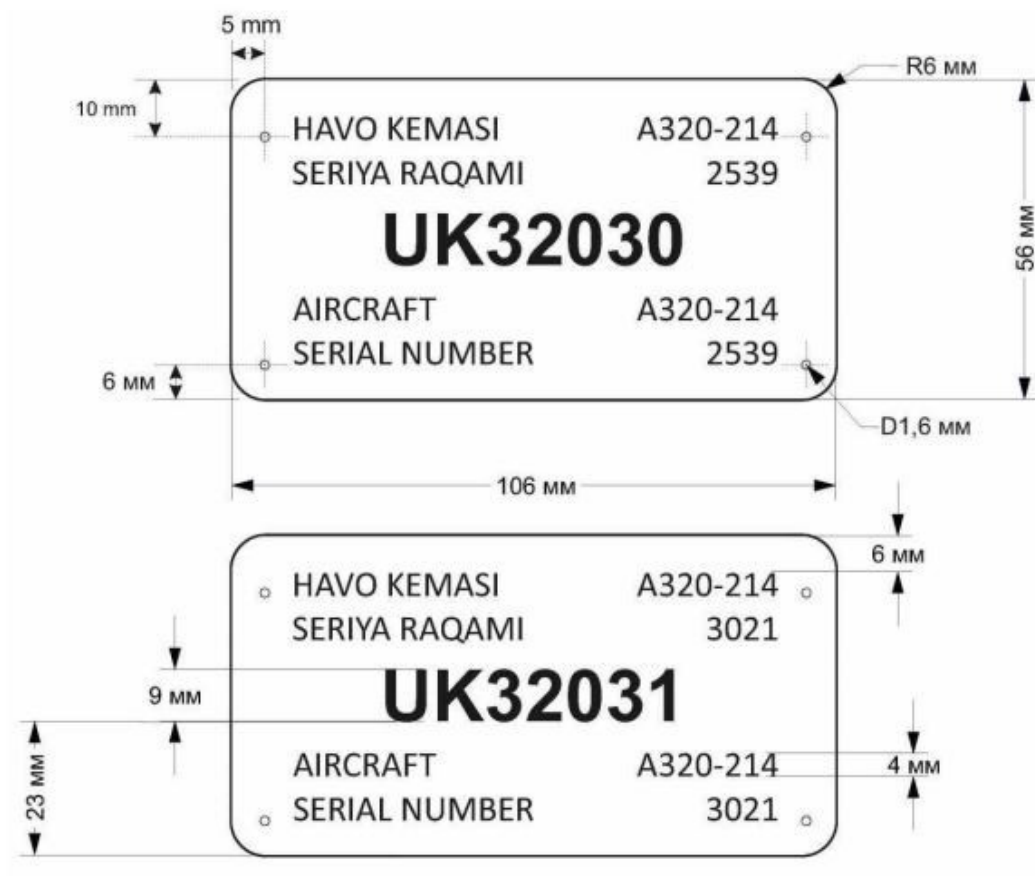 5 mm
R6 мм
10 mm
HAVO KEMASI A320-214
SERIYA RAQAMI 2539
UK32030
56 мм
AIRCRAFT A320-214
SERIAL NUMBER 2539
6 мм
D1,6 мм
106 мм
6 мм
HAVO KEMASI A320-214
SERIYA RAQAMI 3021
9 мм
UK32031
23 мм
AIRCRAFT A320-214
4 мм
SERIAL NUMBER 3021